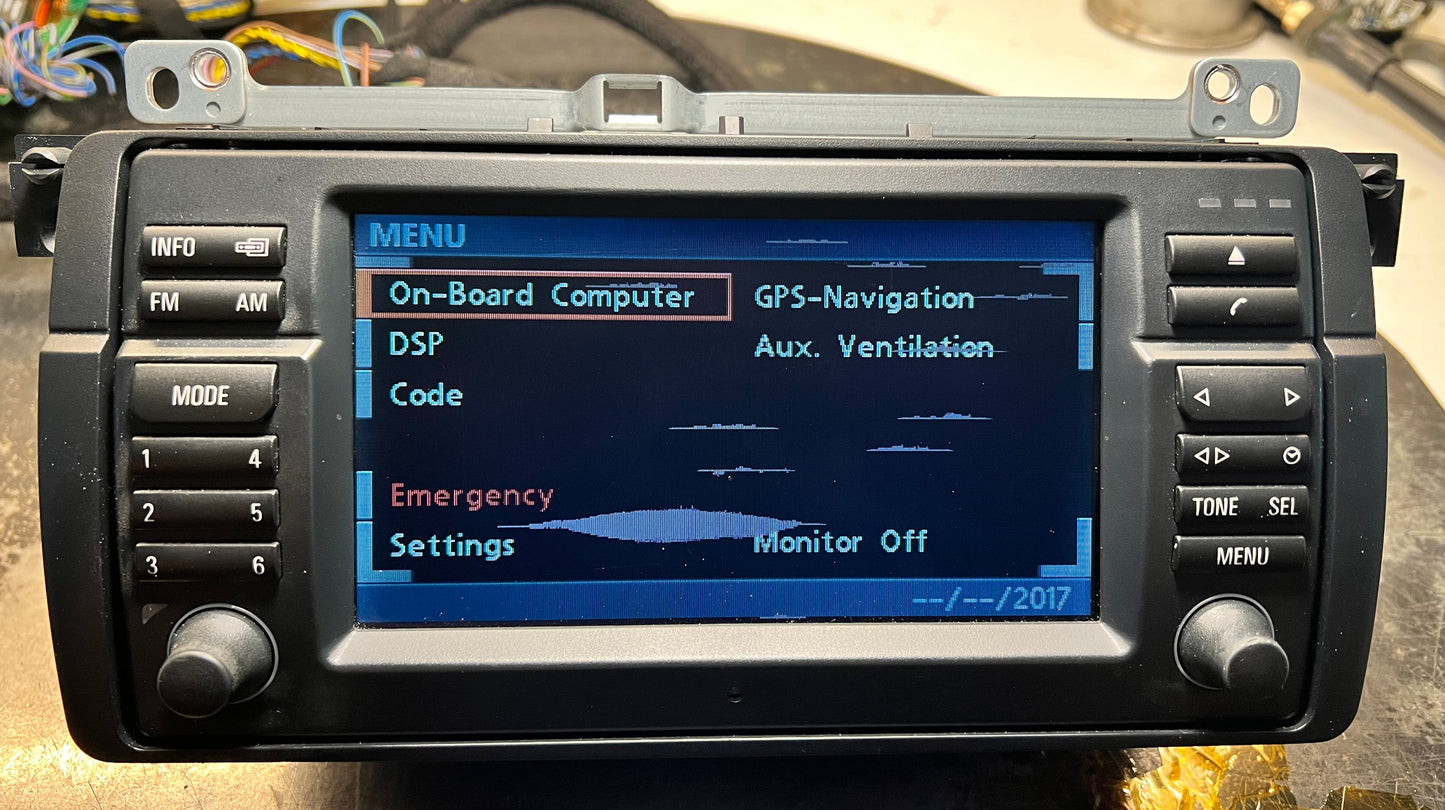 INFO
FM AM
MODE
1 4
2 5
3 6
MENU
On-Board Computer
GPS-Navigation
DSP
Aux. Ventilation
Code
Emergency
Settings
Monitor Off
--/--/2017
TONE SEL
MENU